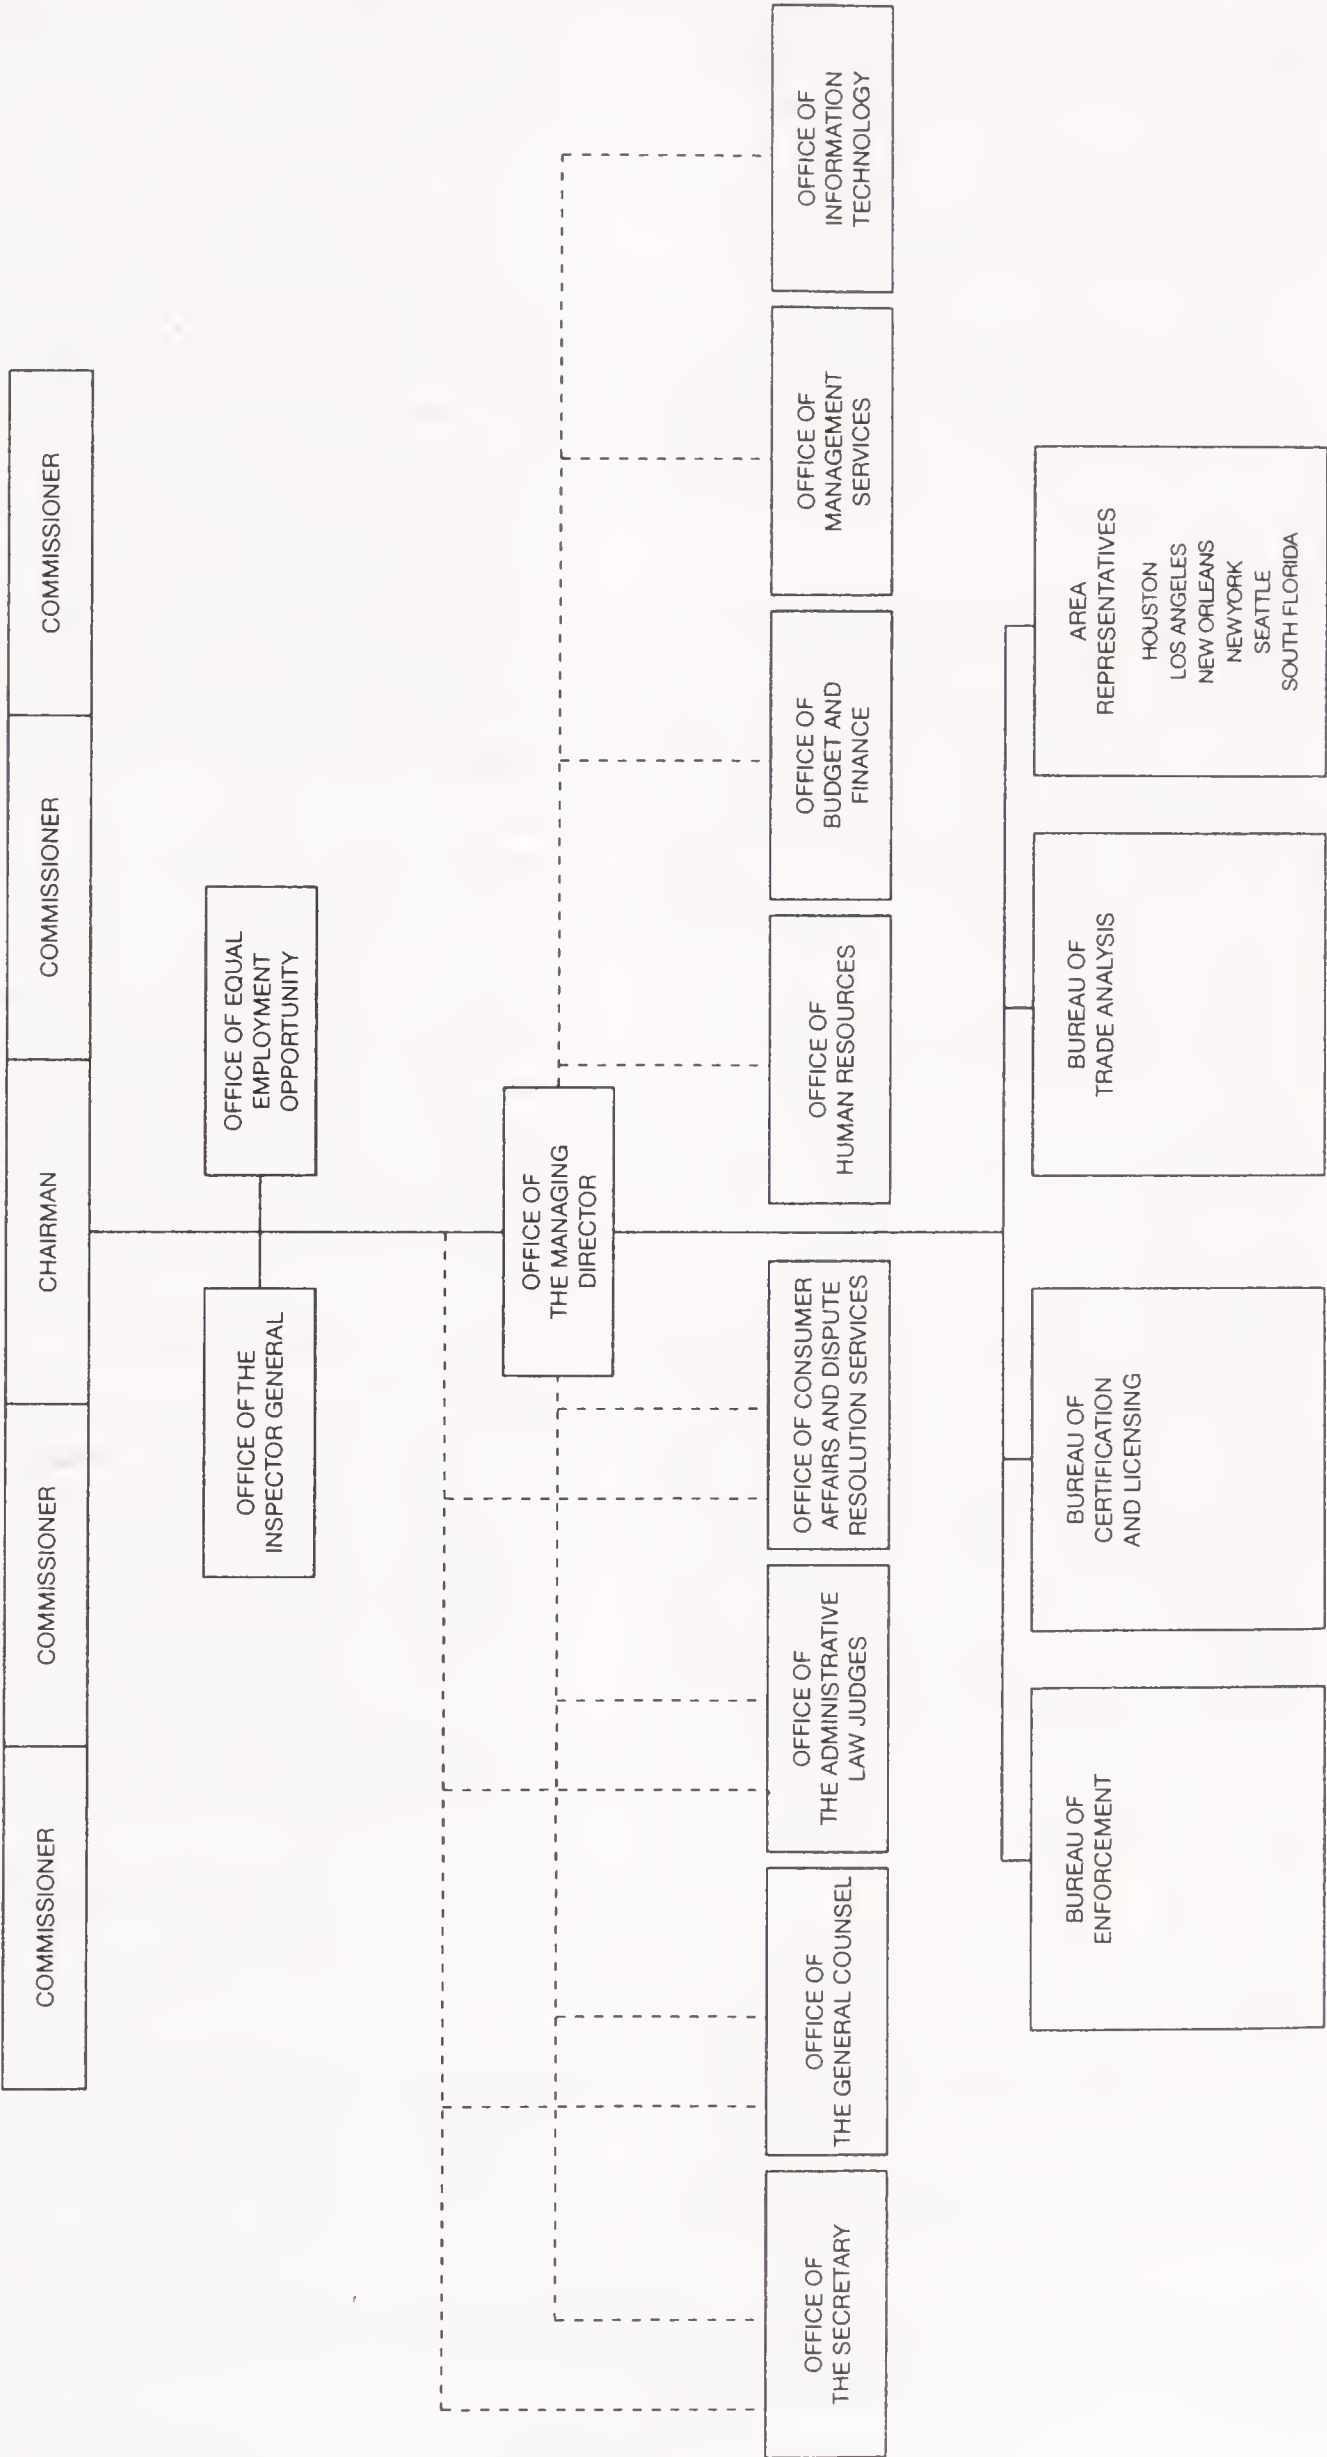 COMMISSIONER
COMMISSIONER
CHAIRMAN
COMMISSIONER
COMMISSIONER
OFFICE OF THE
INSPECTOR GENERAL
OFFICE OF EQUAL
EMPLOYMENT
OPPORTUNITY
OFFICE OF
THE MANAGING
DIRECTOR
OFFICE OF
THE SECRETARY
OFFICE OF
THE GENERAL COUNSEL
OFFICE OF
THE ADMINISTRATIVE
LAW JUDGES
OFFICE OF CONSUMER
AFFAIRS AND DISPUTE
RESOLUTION SERVICES
OFFICE OF
HUMAN RESOURCES
OFFICE OF
BUDGET AND
FINANCE
OFFICE OF
MANAGEMENT
SERVICES
OFFICE OF
INFORMATION
TECHNOLOGY
BUREAU OF
ENFORCEMENT
BUREAU OF
CERTIFICATION
AND LICENSING
BUREAU OF
TRADE ANALYSIS
AREA
REPRESENTATIVES
HOUSTON
LOS ANGELES
NEW ORLEANS
NEW YORK
SEATTLE
SOUTH FLORIDA